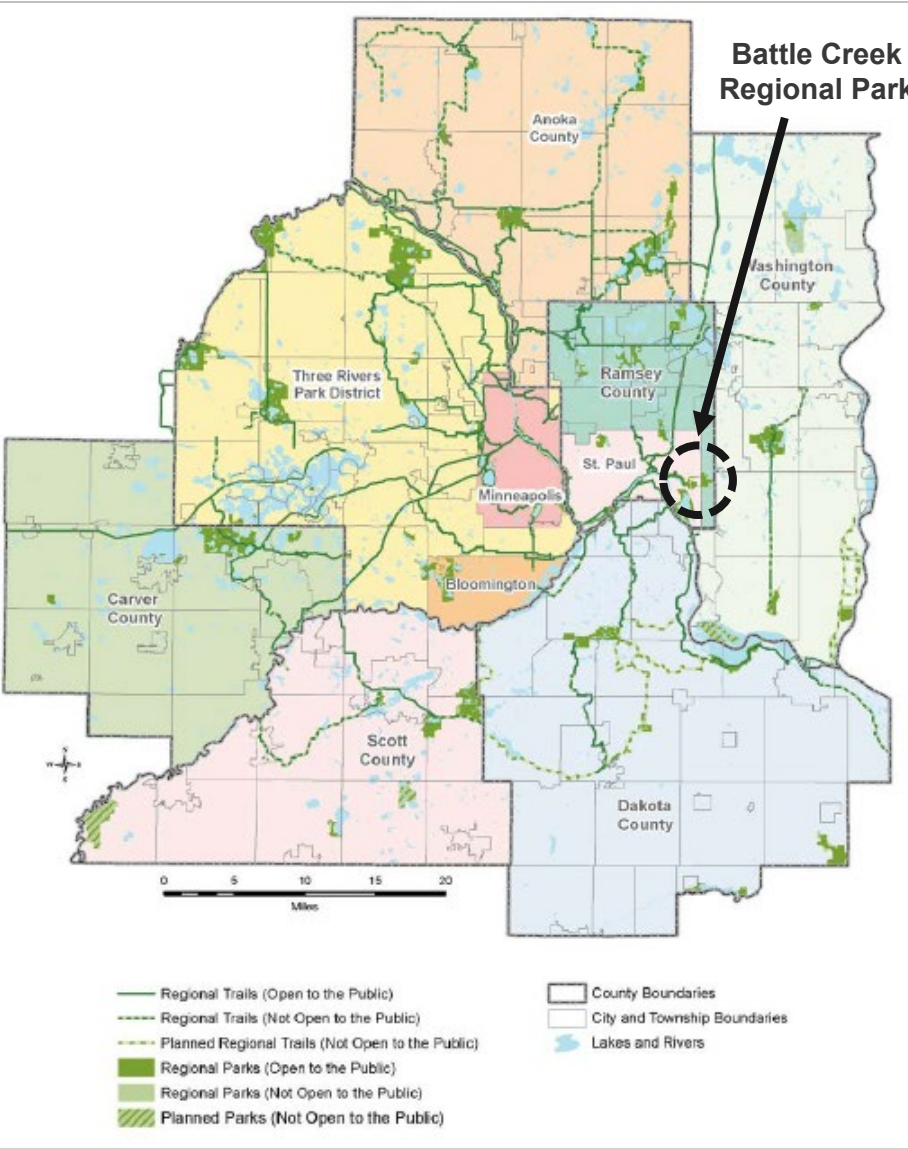 Battle Creek
Regional Park
Anoka
County
Washington
County
Three Rivers
Park District
Ramsey
County
St. Paul
Minneapolis
Bloomington
Carver
County
Scott
County
Dakota
County
N
W
E
S
0 5 10 15 20
Miles
Regional Trails (Open to the Public)
Regional Trails (Not Open to the Public)
Planned Regional Trails (Not Open to the Public)
Regional Parks (Open to the Public)
Regional Parks (Not Open to the Public)
Planned Parks (Not Open to the Public)
County Boundaries
City and Township Boundaries
Lakes and Rivers